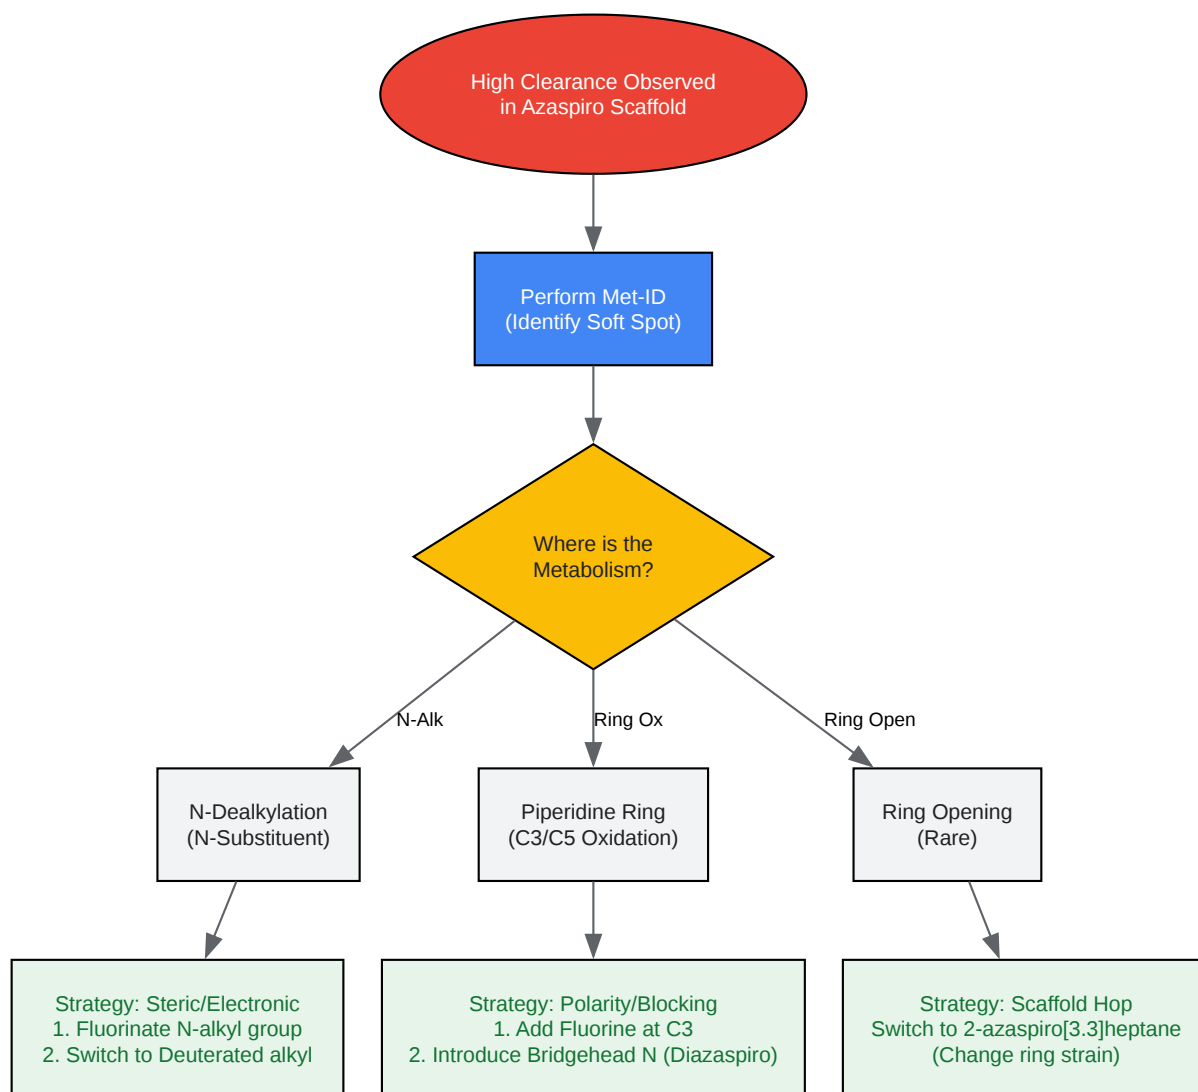 High Clearance Observed
in Azaspiro Scaffold
Perform Met-ID
(Identify Soft Spot)
Where is the
Metabolism?
N-Alk
Ring Ox
Ring Open
N-Dealkylation
(N-Substituent)
Piperidine Ring
(C3/C5 Oxidation)
Ring Opening
(Rare)
Strategy: Steric/Electronic
1. Fluorinate N-alkyl group
2. Switch to Deuterated alkyl
Strategy: Polarity/Blocking
1. Add Fluorine at C3
2. Introduce Bridgehead N (Diazaspiro)
Strategy: Scaffold Hop
Switch to 2-azaspiro[3.3]heptane
(Change ring strain)